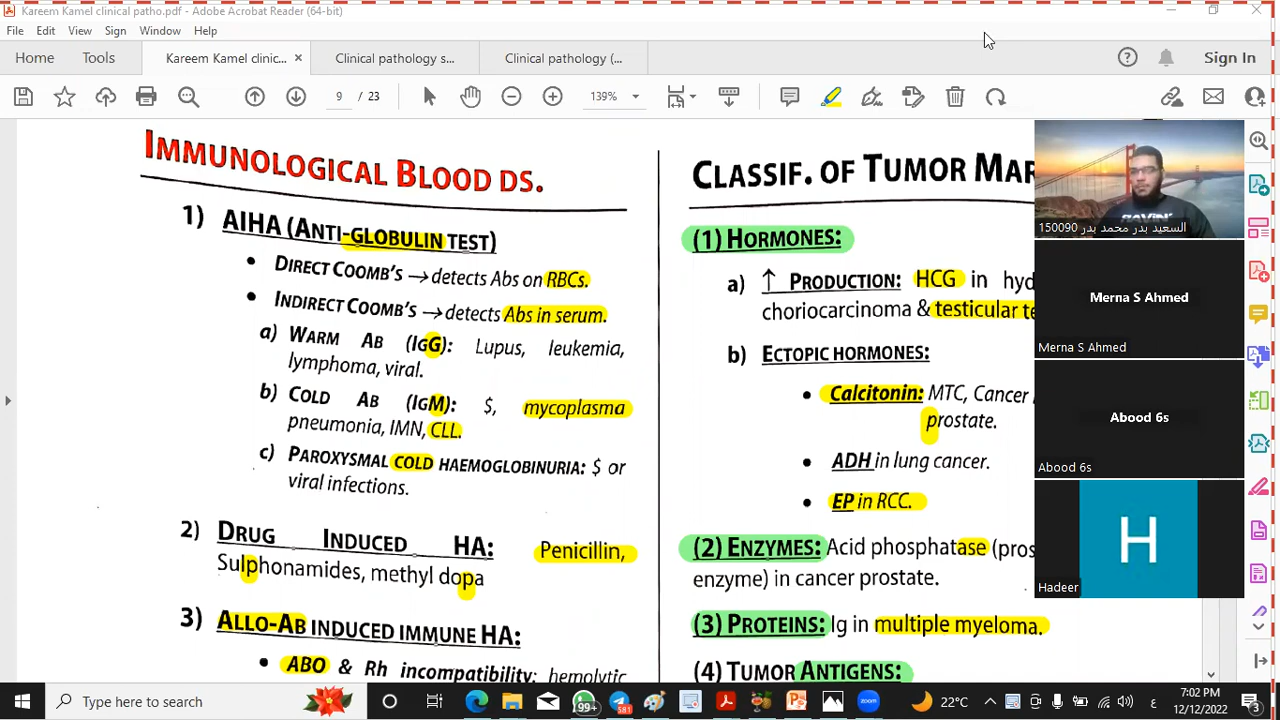 Kareem Kamel clinical patho.pdf - Adobe Acrobat Reader (64-bit)
File Edit View Sign Window Help
Home Tools Kareem Kamel clinic... × Clinical pathology s... Clinical pathology (... ? Sign In
9 / 23 139%
IMMUNOLOGICAL BLOOD DS.
1) AIHA (ANTI-GLOBULIN TEST)
• DIRECT COOMB'S → detects Abs on RBCs.
• INDIRECT COOMB'S → detects Abs in serum.
a) WARM AB (IGG): Lupus, leukemia,
lymphoma, viral.
b) COLD AB (IGM): $, mycoplasma
pneumonia, IMN, CLL.
c) PAROXYSMAL COLD HAEMOGLOBINURIA: $ or
viral infections.
2) DRUG INDUCED HA: Penicillin,
Sulphonamides, methyl dopa
3) ALLO-AB INDUCED IMMUNE HA:
• ABO & Rh incompatibility: hemolytic
CLASSIF. OF TUMOR MAR
(1) HORMONES:
a) ↑ PRODUCTION: HCG in hyd
choriocarcinoma & testicular te
b) ECTOPIC HORMONES:
• Calcitonin: MTC, Cancer
prostate.
• ADH in lung cancer.
• EP in RCC.
(2) ENZYMES: Acid phosphatase (pros
enzyme) in cancer prostate.
(3) PROTEINS: Ig in multiple myeloma.
(4) TUMOR ANTIGENS:
السعيد بدر محمد بدر 150090
Merna S Ahmed
Merna S Ahmed
Abood 6s
Abood 6s
H
Hadeer
Type here to search
99+
581
zoom
22°C
ع
7:02 PM
12/12/2022
3